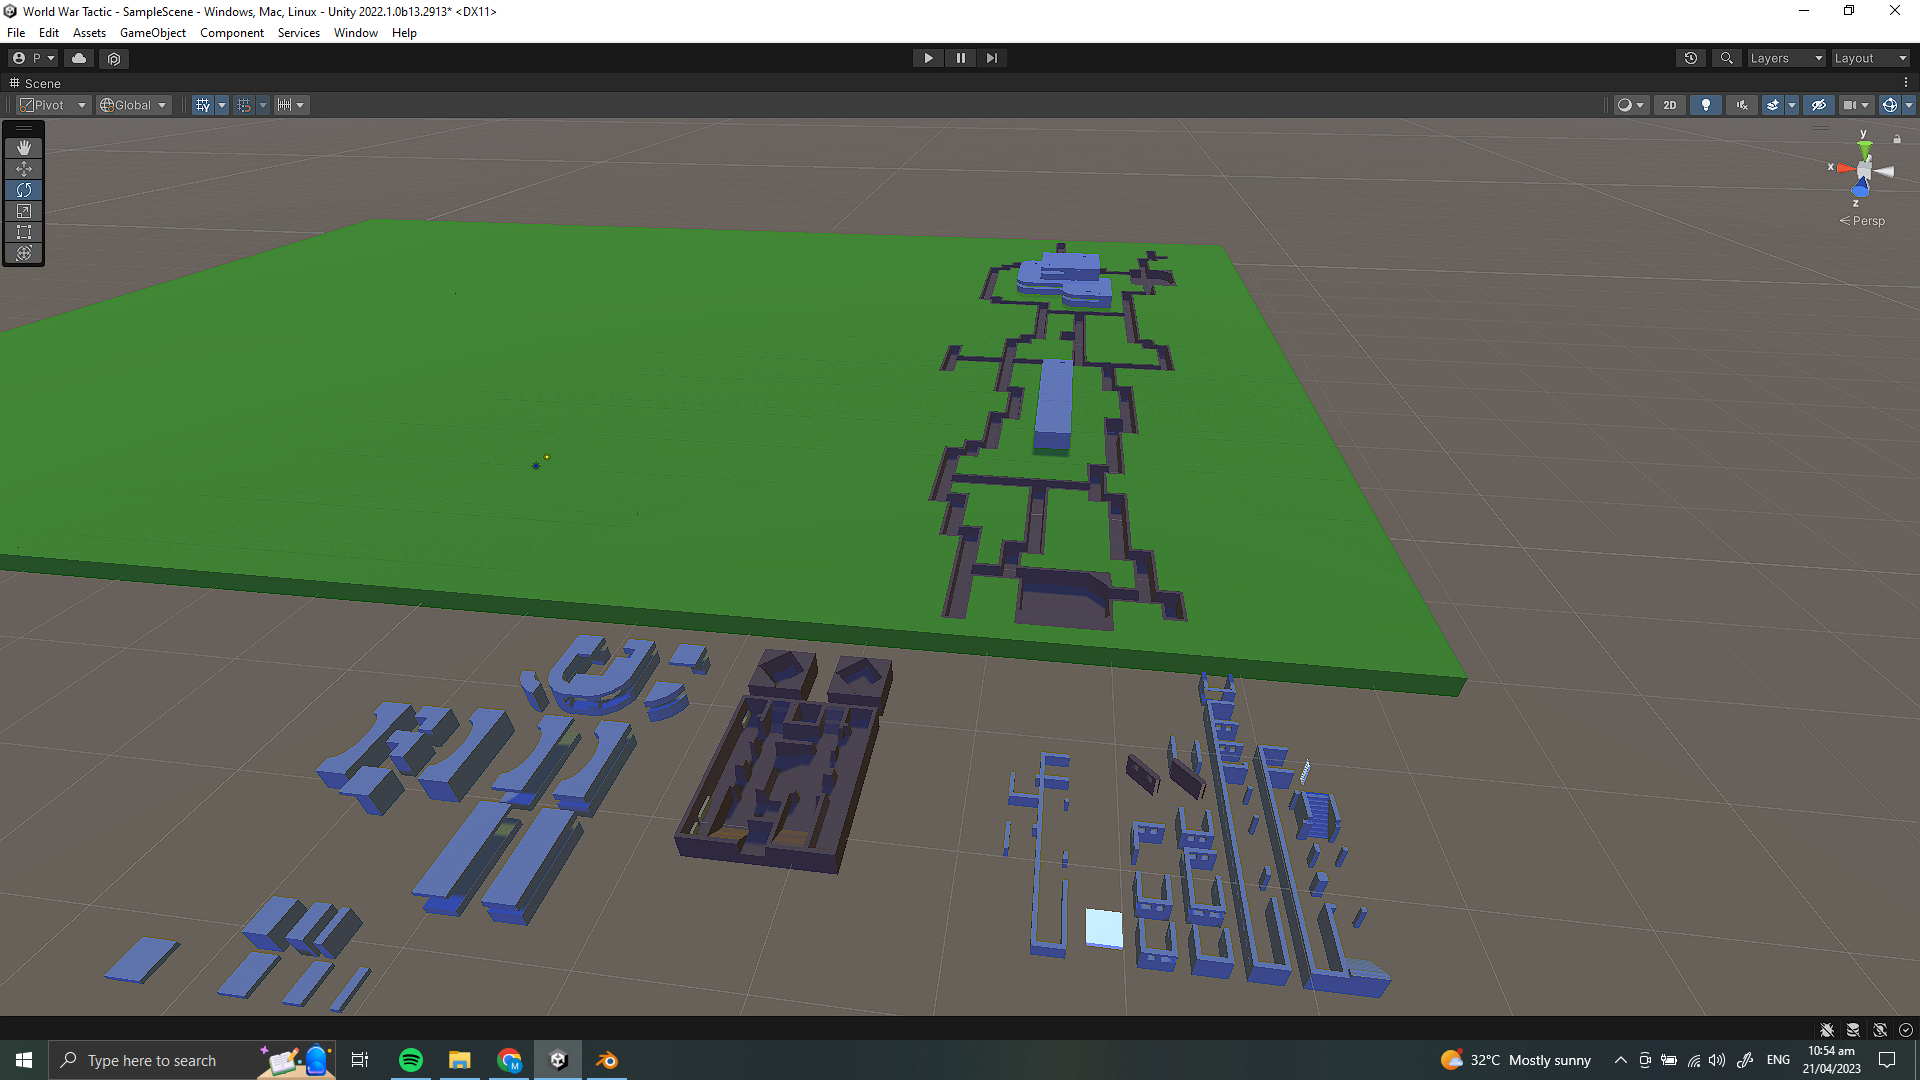 World War Tactic - SampleScene - Windows, Mac, Linux - Unity 2022.1.0b13.2913* <DX11>
File Edit Assets GameObject Component Services Window Help
P
Layers
Layout
Scene
Pivot
Global
2D
y
x
z
Persp
Type here to search
M
32°C Mostly sunny
ENG
10:54 am
21/04/2023